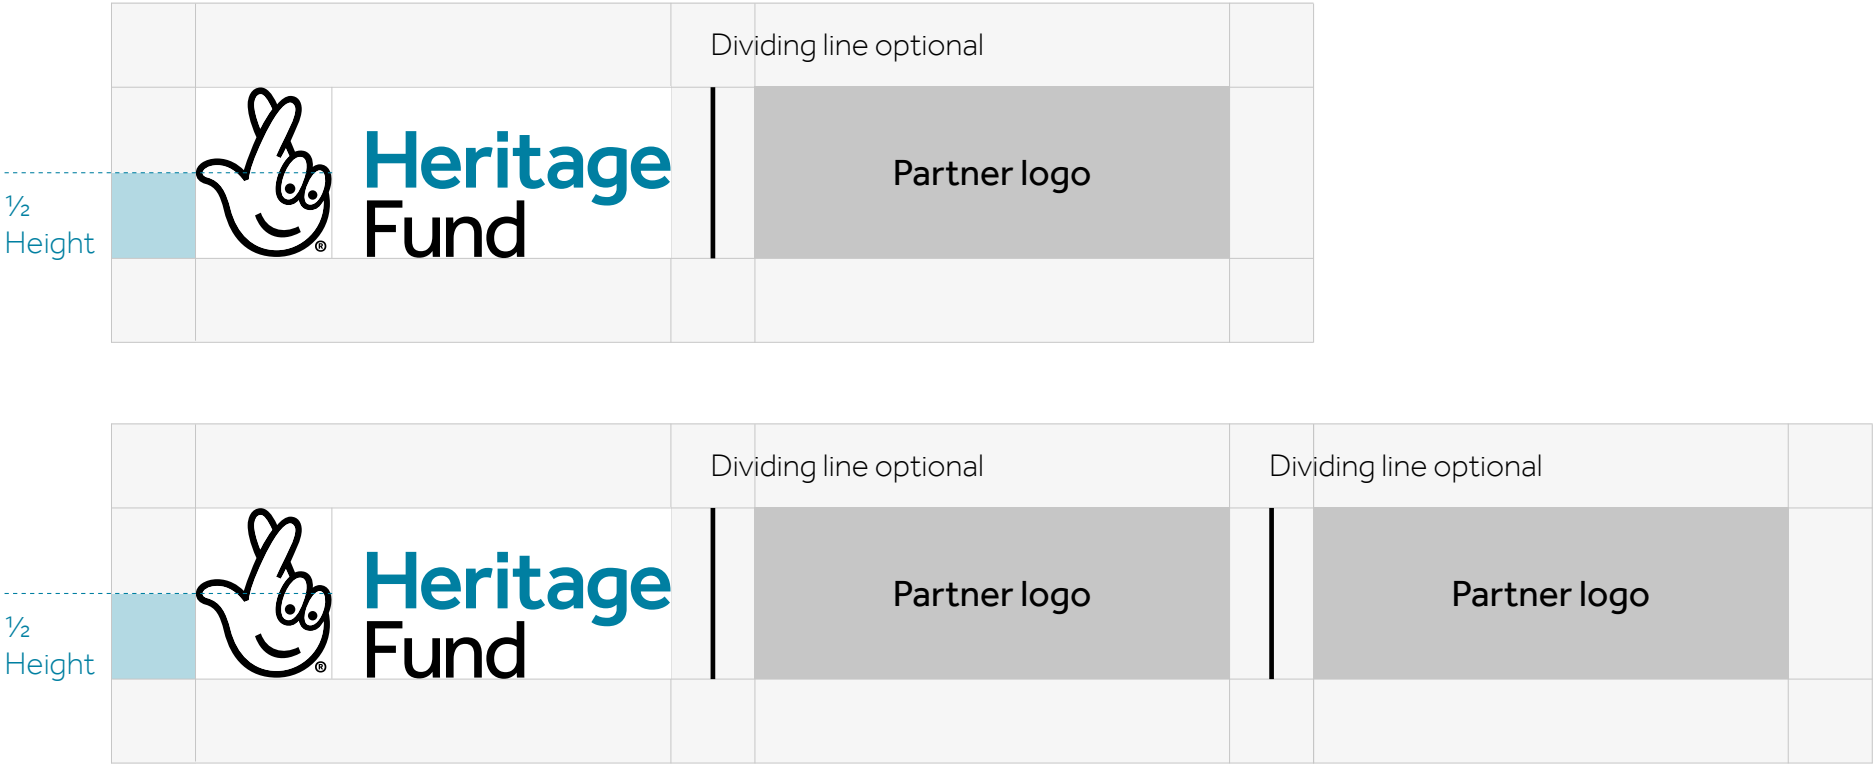 Dividing line optional
Heritage
Fund
®
Partner logo
½
Height
Dividing line optional
Dividing line optional
Heritage
Fund
®
Partner logo
Partner logo
½
Height